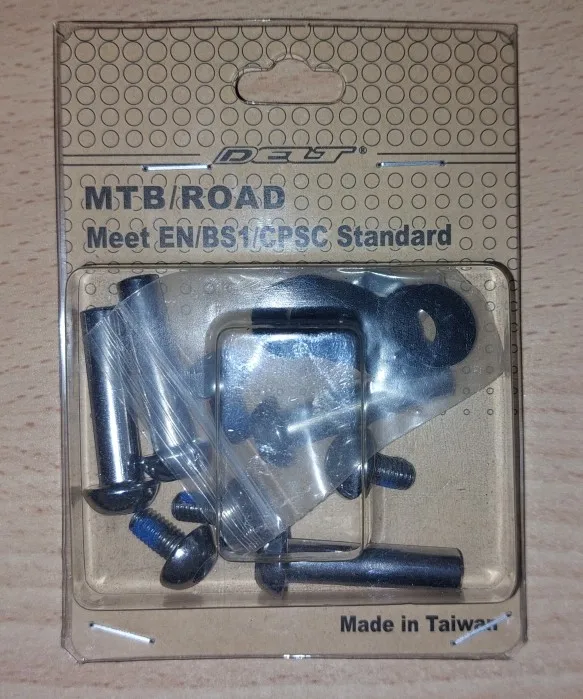 DELT®
MTB/ROAD
Meet EN/BS1/CPSC Standard
Made in Taiwan